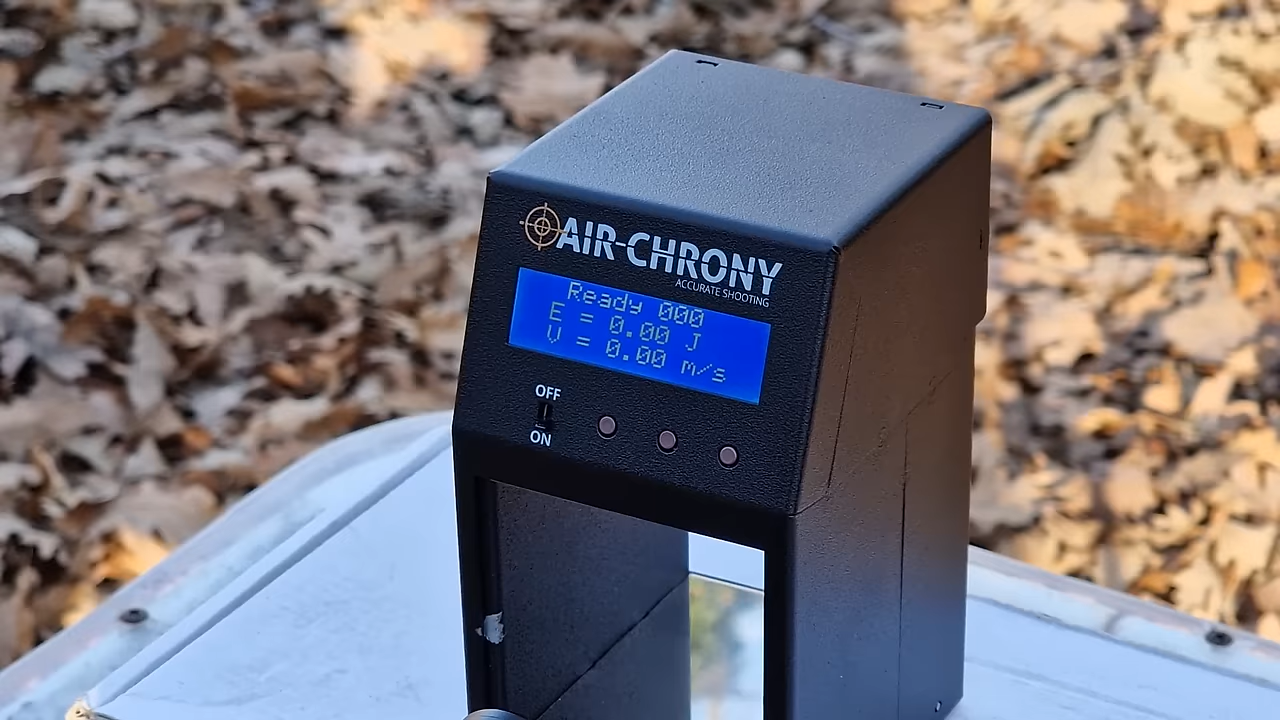 AIR-CHRONY
ACCURATE SHOOTING
Ready 000
E = 0.00 J
V = 0.00 m/s
OFF
ON